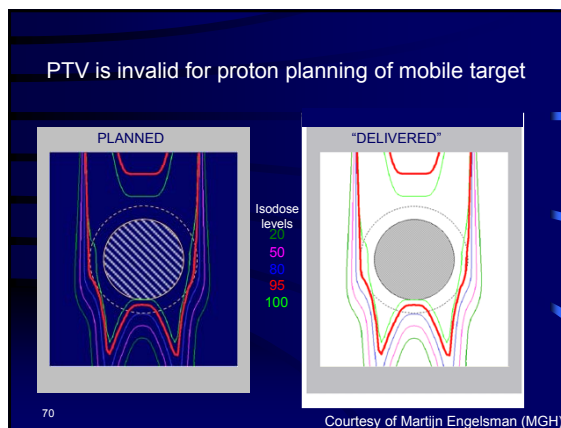 PTV is invalid for proton planning of mobile target
PLANNED
"DELIVERED"
Isodose
levels
20
50
80
95
100
70
Courtesy of Martijn Engelsman (MGH)